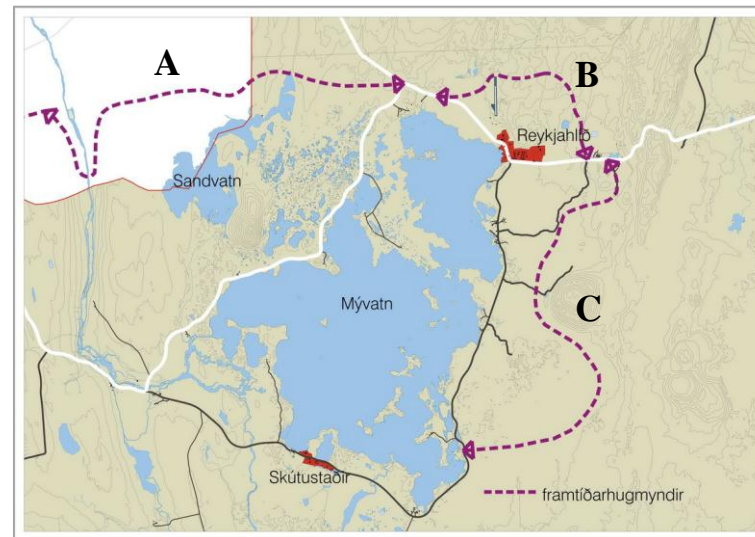 A
B
Reykjahlíð
Sandvatn
Mývatn
C
Skútustaðir
framtíðarhugmyndir